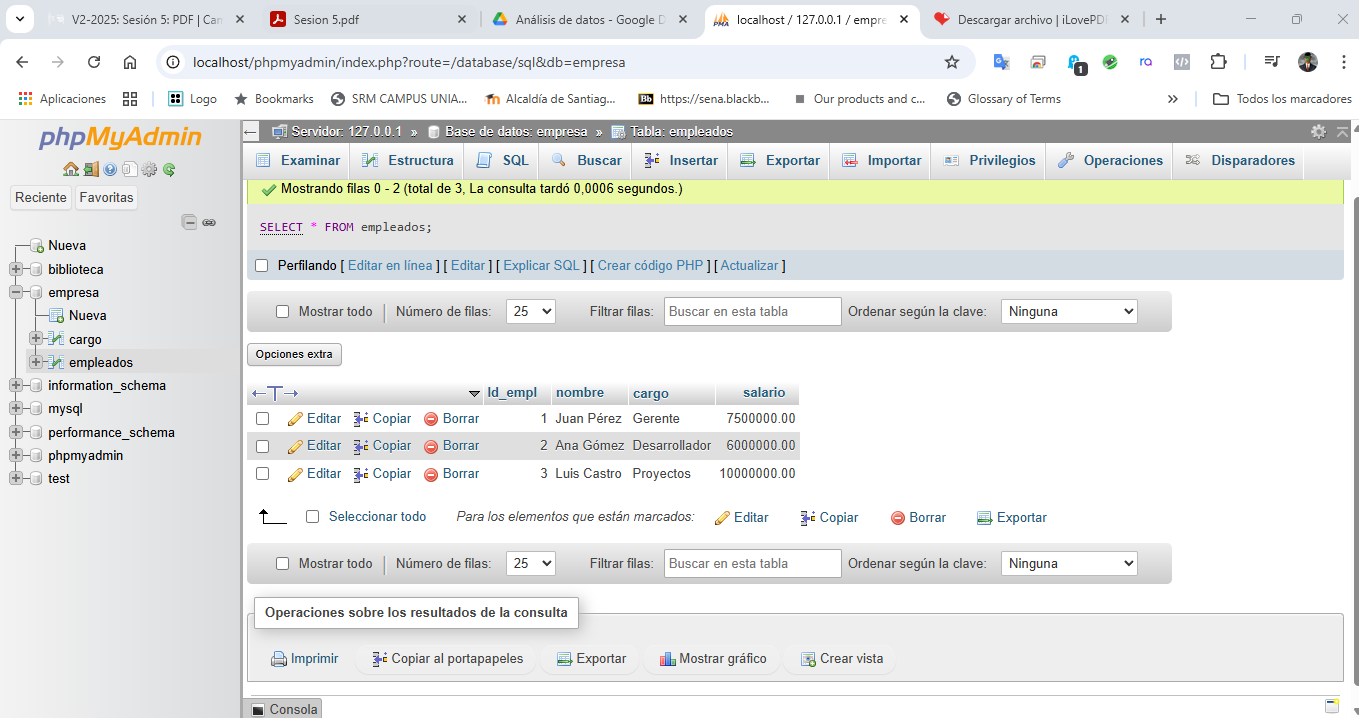 V2-2025: Sesión 5: PDF | Can
Sesion 5.pdf
Análisis de datos - Google D
localhost / 127.0.0.1 / empre
Descargar archivo | iLovePDF
localhost/phpmyadmin/index.php?route=/database/sql&db=empresa
1
Aplicaciones
Logo
Bookmarks
SRM CAMPUS UNIA...
Alcaldía de Santiag...
Bb https://sena.blackb...
Our products and c...
Glossary of Terms
»
Todos los marcadores
phpMyAdmin
Reciente Favoritas
Nueva
biblioteca
empresa
Nueva
cargo
empleados
information_schema
mysql
performance_schema
phpmyadmin
test
Servidor: 127.0.0.1 » Base de datos: empresa » Tabla: empleados
Examinar Estructura SQL Buscar Insertar Exportar Importar Privilegios Operaciones Disparadores
Mostrando filas 0 - 2 (total de 3, La consulta tardó 0,0006 segundos.)
SELECT * FROM empleados;
Perfilando [ Editar en línea ] [ Editar ] [ Explicar SQL ] [ Crear código PHP ] [ Actualizar ]
Mostrar todo | Número de filas: 25 Filtrar filas: Buscar en esta tabla Ordenar según la clave: Ninguna
Opciones extra
←T→ Id_empl nombre cargo salario
Editar Copiar Borrar 1 Juan Pérez Gerente 7500000.00
Editar Copiar Borrar 2 Ana Gómez Desarrollador 6000000.00
Editar Copiar Borrar 3 Luis Castro Proyectos 10000000.00
Seleccionar todo Para los elementos que están marcados: Editar Copiar Borrar Exportar
Mostrar todo | Número de filas: 25 Filtrar filas: Buscar en esta tabla Ordenar según la clave: Ninguna
Operaciones sobre los resultados de la consulta
Imprimir Copiar al portapapeles Exportar Mostrar gráfico Crear vista
Consola